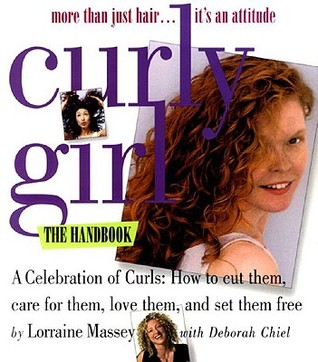 more than just hair... it's an attitude
curly
girl
THE HANDBOOK
A Celebration of Curls: How to cut them,
care for them, love them, and set them free
by Lorraine Massey with Deborah Chiel